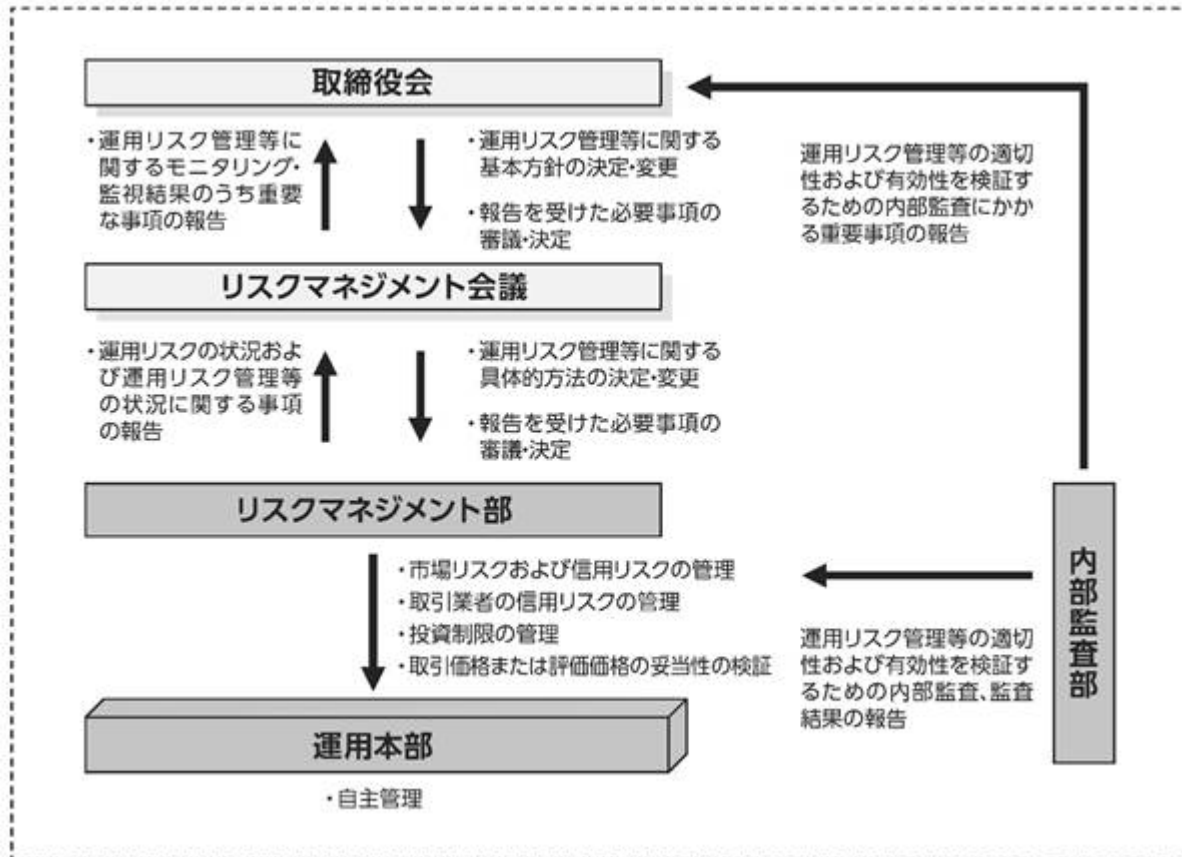 取締役会
・運用リスク管理等に
関するモニタリング・
監視結果のうち重要
な事項の報告
・運用リスク管理等に関する
基本方針の決定・変更
・報告を受けた必要事項の
審議・決定
運用リスク管理等の適切
性および有効性を検証す
るための内部監査にかか
る重要事項の報告
リスクマネジメント会議
・運用リスクの状況およ
び運用リスク管理等
の状況に関する事項
の報告
・運用リスク管理等に関する
具体的方法の決定・変更
・報告を受けた必要事項の
審議・決定
リスクマネジメント部
・市場リスクおよび信用リスクの管理
・取引業者の信用リスクの管理
・投資制限の管理
・取引価格または評価価格の妥当性の検証
運用リスク管理等の適切
性および有効性を検証す
るための内部監査、監査
結果の報告
内部監査部
運用本部
・自主管理